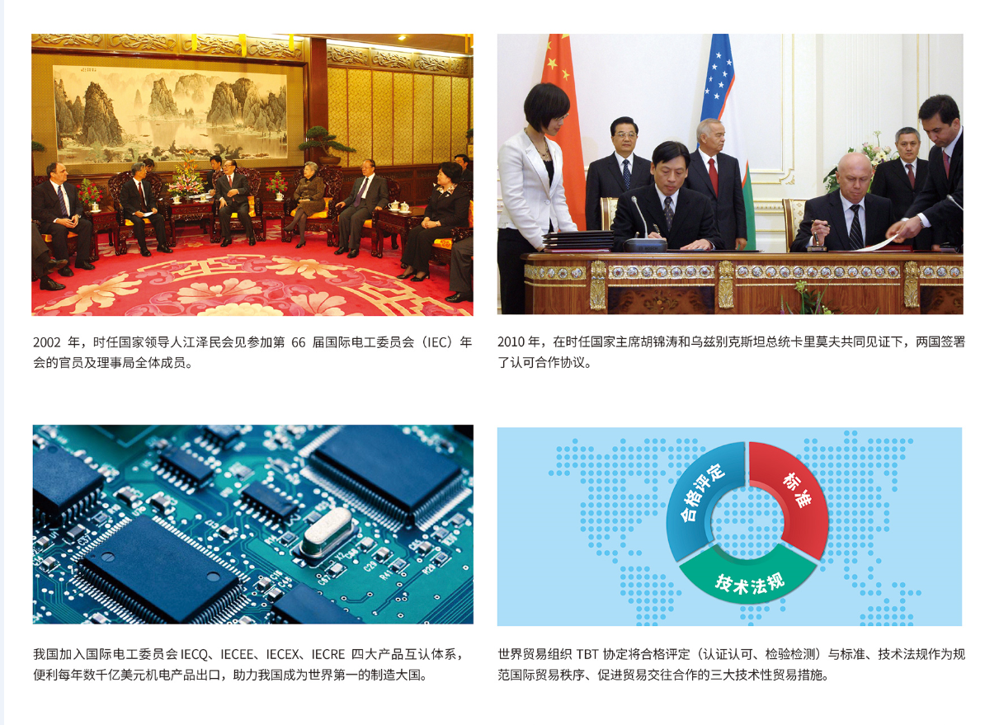 2002 年，时任国家领导人江泽民会见参加第 66 届国际电工委员会（IEC）年
会的官员及理事局全体成员。
2010 年，在时任国家主席胡锦涛和乌兹别克斯坦总统卡里莫夫共同见证下，两国签署
了认可合作协议。
合格评定
标准
技术法规
我国加入国际电工委员会 IECQ、IECEE、IECEX、IECRE 四大产品互认体系，
便利每年数千亿美元机电产品出口，助力我国成为世界第一的制造大国。
世界贸易组织 TBT 协定将合格评定（认证认可、检验检测）与标准、技术法规作为规
范国际贸易秩序、促进贸易交往合作的三大技术性贸易措施。